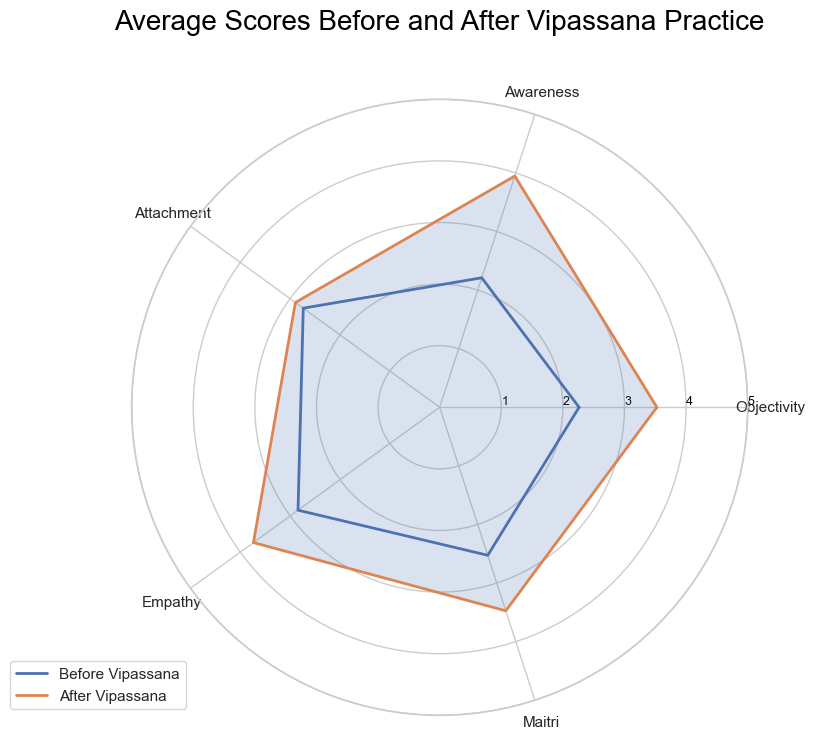 Average Scores Before and After Vipassana Practice
Awareness
Attachment
1
2
3
4
5
Objectivity
Empathy
Before Vipassana
After Vipassana
Maitri